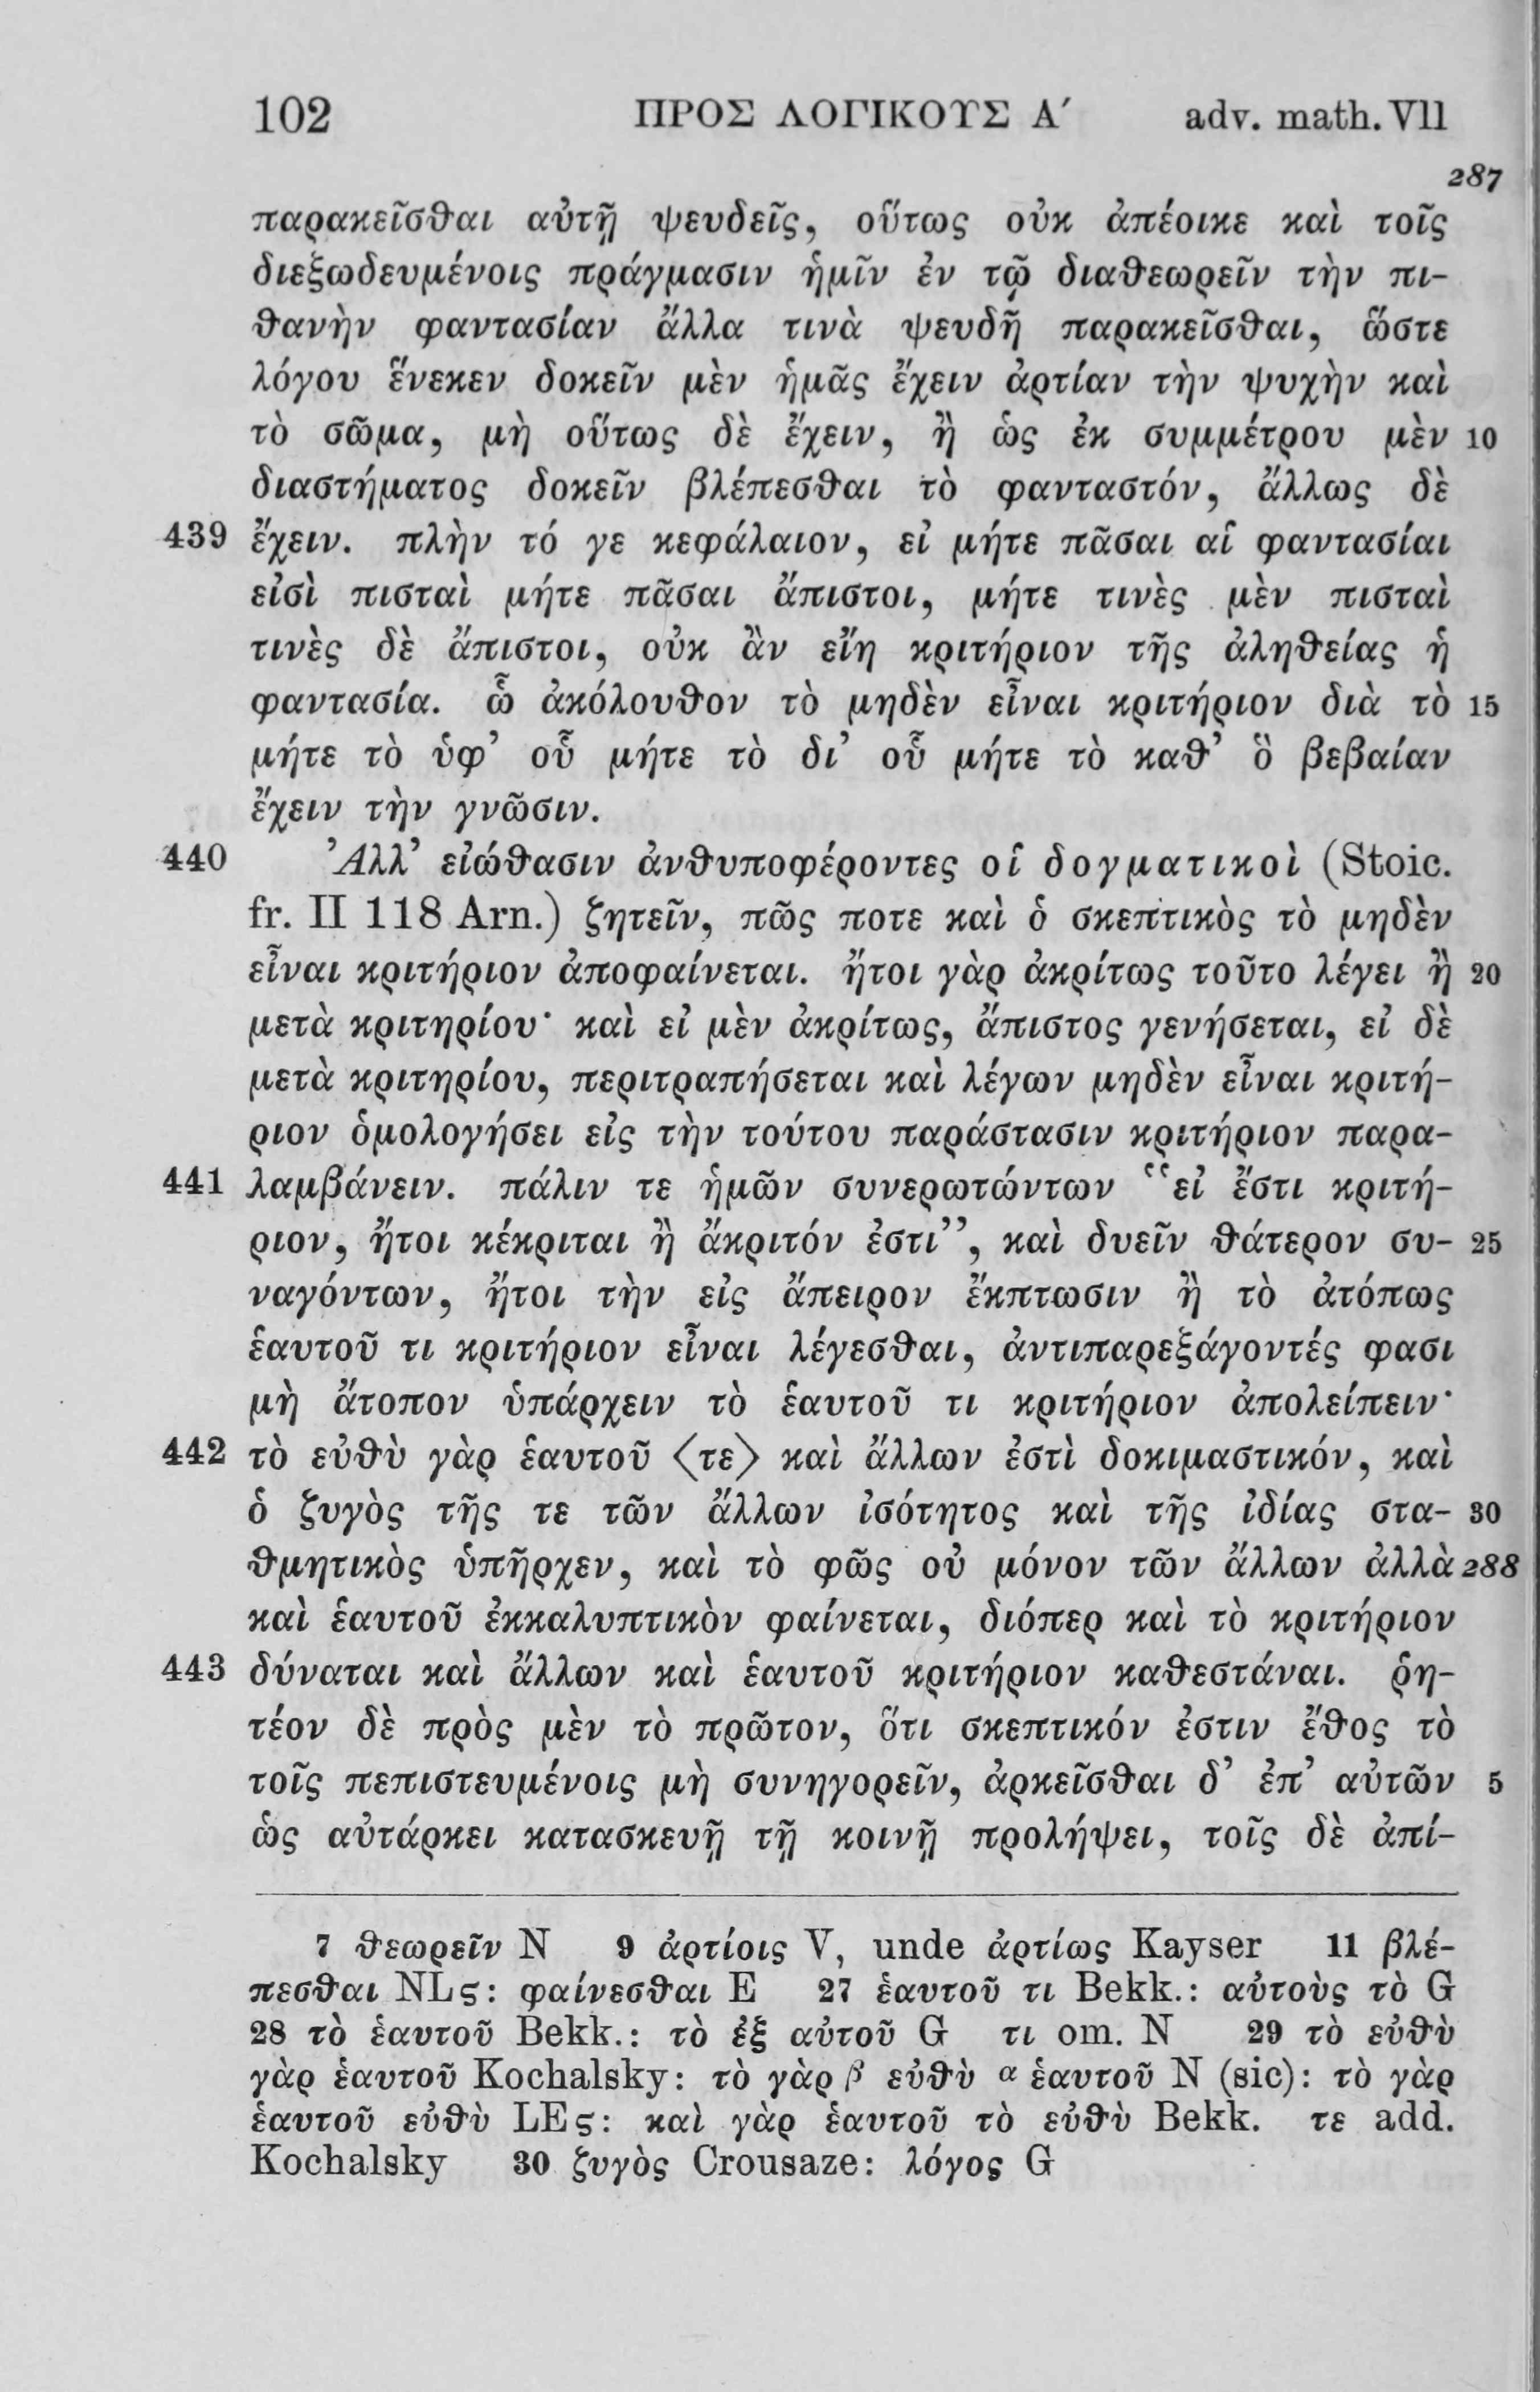 102 ΠΡΟΣ ΛΟΓΙΚΟΥΣ Α΄ adv. math. VII
287
παρακεῖσθαι αὐτῇ ψευδεῖς, οὕτως οὐκ ἀπέοικε καὶ τοῖς
διεξωδευμένοις πράγμασιν ἡμῖν ἐν τῷ διαθεωρεῖν τὴν πι-
θανὴν φαντασίαν ἄλλα τινὰ ψευδῆ παρακεῖσθαι, ὥστε
λόγου ἕνεκεν δοκεῖν μὲν ἡμᾶς ἔχειν ἀρτίαν τὴν ψυχὴν καὶ
τὸ σῶμα, μὴ οὕτως δὲ ἔχειν, ἢ ὡς ἐκ συμμέτρου μὲν 10
διαστήματος δοκεῖν βλέπεσθαι τὸ φανταστόν, ἄλλως δὲ
439 ἔχειν. πλὴν τό γε κεφάλαιον, εἰ μήτε πᾶσαι αἱ φαντασίαι
εἰσὶ πισταὶ μήτε πᾶσαι ἄπιστοι, μήτε τινὲς μὲν πισταὶ
τινὲς δὲ ἄπιστοι, οὐκ ἂν εἴη κριτήριον τῆς ἀληθείας ἡ
φαντασία. ᾧ ἀκόλουθον τὸ μηδὲν εἶναι κριτήριον διὰ τὸ 15
μήτε τὸ ὑφ’ οὗ μήτε τὸ δι’ οὗ μήτε τὸ καθ’ ὃ βεβαίαν
ἔχειν τὴν γνῶσιν.
440 Ἀλλ’ εἰώθασιν ἀνθυποφέροντες οἱ δογματικοὶ (Stoic.
fr. II 118 Arn.) ζητεῖν, πῶς ποτε καὶ ὁ σκεπτικὸς τὸ μηδὲν
εἶναι κριτήριον ἀποφαίνεται. ἤτοι γὰρ ἀκρίτως τοῦτο λέγει ἢ 20
μετὰ κριτηρίου· καὶ εἰ μὲν ἀκρίτως, ἄπιστος γενήσεται, εἰ δὲ
μετὰ κριτηρίου, περιτραπήσεται καὶ λέγων μηδὲν εἶναι κριτή-
ριον ὁμολογήσει εἰς τὴν τούτου παράστασιν κριτήριον παρα-
441 λαμβάνειν. πάλιν τε ἡμῶν συνερωτώντων “εἰ ἔστι κριτή-
ριον, ἤτοι κέκριται ἢ ἄκριτόν ἐστι”, καὶ δυεῖν θάτερον συ- 25
ναγόντων, ἤτοι τὴν εἰς ἄπειρον ἔκπτωσιν ἢ τὸ ἀτόπως
ἑαυτοῦ τι κριτήριον εἶναι λέγεσθαι, ἀντιπαρεξάγοντές φασι
μὴ ἄτοπον ὑπάρχειν τὸ ἑαυτοῦ τι κριτήριον ἀπολείπειν·
442 τὸ εὐθὺ γὰρ ἑαυτοῦ ⟨τε⟩ καὶ ἄλλων ἐστὶ δοκιμαστικόν, καὶ
ὁ ζυγὸς τῆς τε τῶν ἄλλων ἰσότητος καὶ τῆς ἰδίας στα- 30
θμητικὸς ὑπῆρχεν, καὶ τὸ φῶς οὐ μόνον τῶν ἄλλων ἀλλὰ 288
καὶ ἑαυτοῦ ἐκκαλυπτικὸν φαίνεται, διόπερ καὶ τὸ κριτήριον
443 δύναται καὶ ἄλλων καὶ ἑαυτοῦ κριτήριον καθεστάναι. ῥη-
τέον δὲ πρὸς μὲν τὸ πρῶτον, ὅτι σκεπτικόν ἐστιν ἔθος τὸ
τοῖς πεπιστευμένοις μὴ συνηγορεῖν, ἀρκεῖσθαι δ’ ἐπ’ αὐτῶν 5
ὡς αὐτάρκει κατασκευῇ τῇ κοινῇ προλήψει, τοῖς δὲ ἀπί-
7 θεωρεῖν N 9 ἀρτίοις V, unde ἀρτίως Kayser 11 βλέ-
πεσθαι NLς: φαίνεσθαι E 27 ἑαυτοῦ τι Bekk.: αὐτοὺς τὸ G
28 τὸ ἑαυτοῦ Bekk.: τὸ ἐξ αὐτοῦ G τι om. N 29 τὸ εὐθὺ
γὰρ ἑαυτοῦ Kochalsky: τὸ γὰρ β εὐθὺ α ἑαυτοῦ N (sic): τὸ γὰρ
ἑαυτοῦ εὐθὺ LEς: καὶ γὰρ ἑαυτοῦ τὸ εὐθὺ Bekk. τε add.
Kochalsky 30 ζυγὸς Crousaze: λόγος G